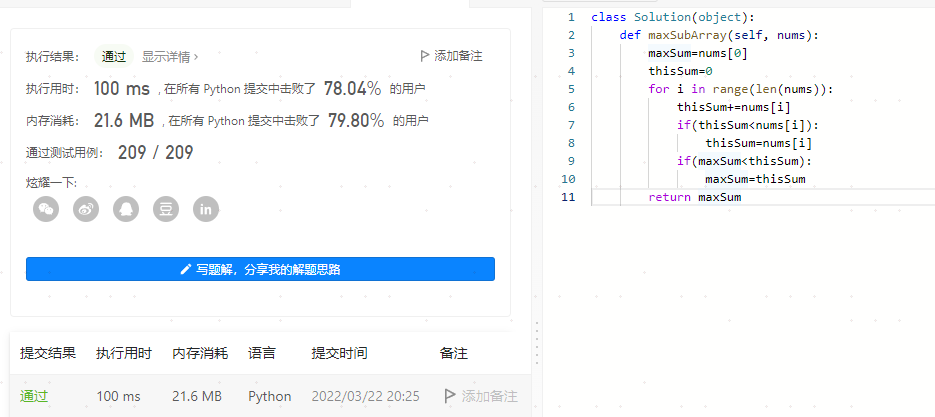 执行结果： 通过 显示详情 › 添加备注
执行用时： 100 ms , 在所有 Python 提交中击败了 78.04% 的用户
内存消耗： 21.6 MB , 在所有 Python 提交中击败了 79.80% 的用户
通过测试用例： 209 / 209
炫耀一下:
豆 in
写题解，分享我的解题思路
提交结果 执行用时 内存消耗 语言 提交时间 备注
通过 100 ms 21.6 MB Python 2022/03/22 20:25 添加备注
1 class Solution(object):
2 def maxSubArray(self, nums):
3 maxSum=nums[0]
4 thisSum=0
5 for i in range(len(nums)):
6 thisSum+=nums[i]
7 if(thisSum<nums[i]):
8 thisSum=nums[i]
9 if(maxSum<thisSum):
10 maxSum=thisSum
11 return maxSum